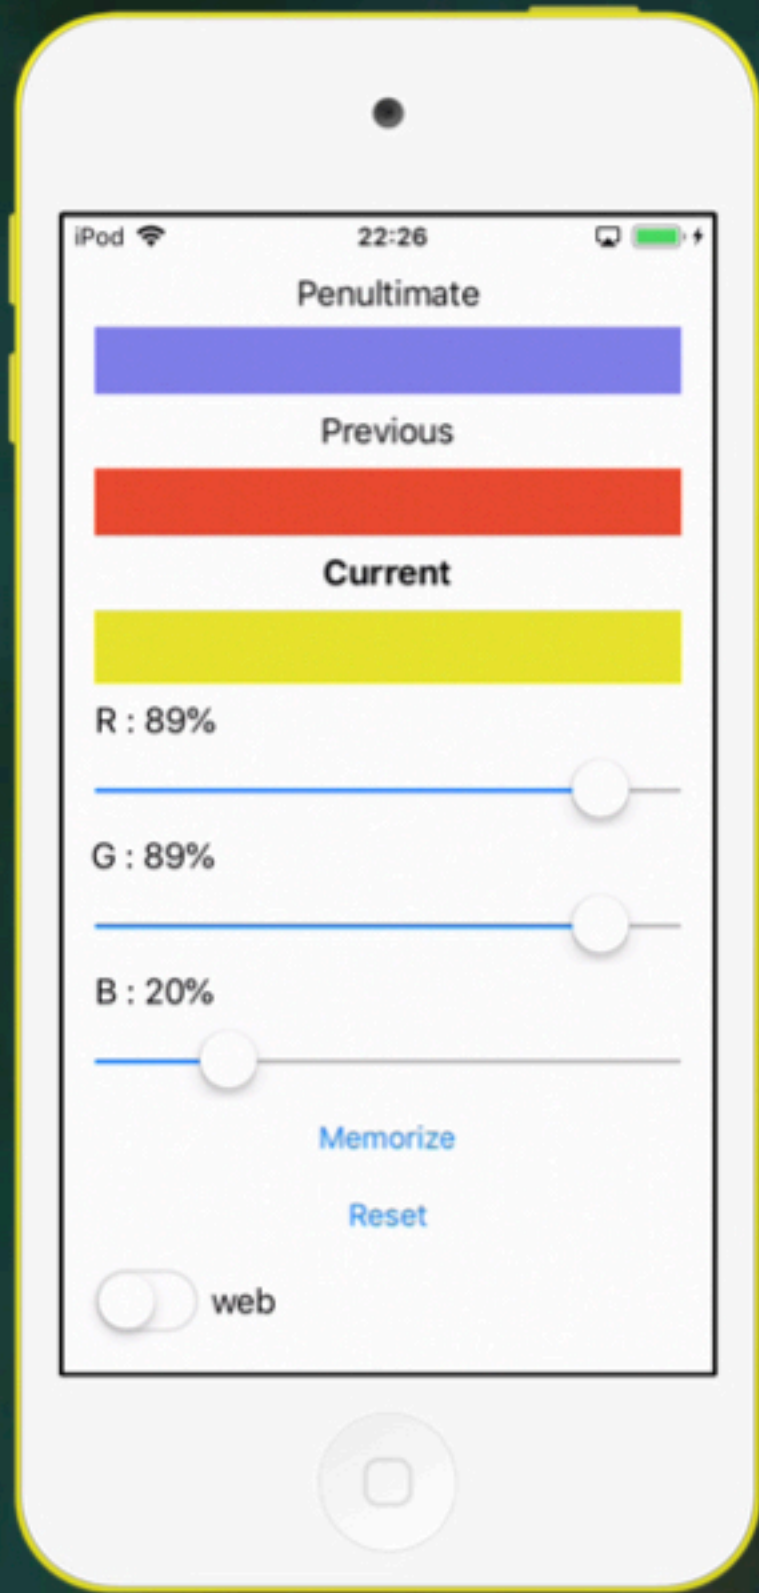 iPod 22:26
Penultimate
Previous
Current
R : 89%
G : 89%
B : 20%
Memorize
Reset
web